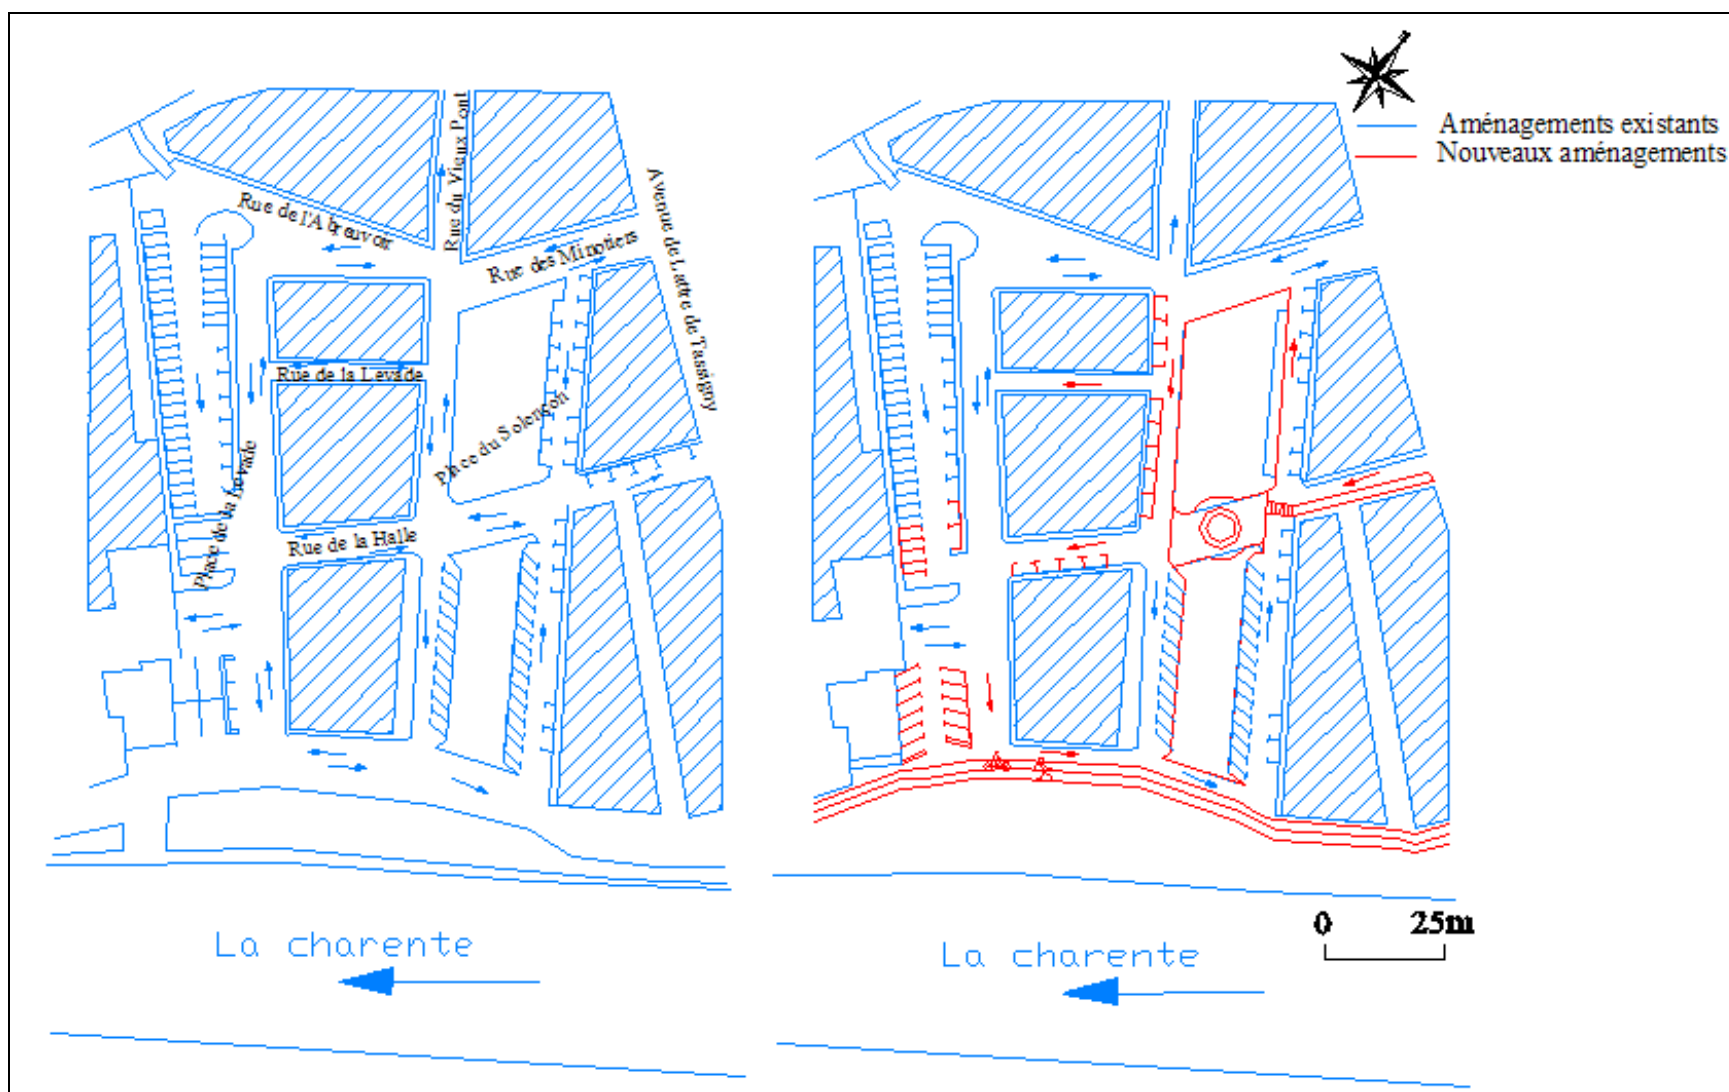 Aménagements existants
Nouveaux aménagements
Rue du Vieux Pont
Avenue de Lattre de Tassigny
Rue de l'Abreuvoir
Rue des Minotiers
Rue de la Levade
Place du Solençon
Place de la Levade
Rue de la Halle
0 25m
La charente
La charente